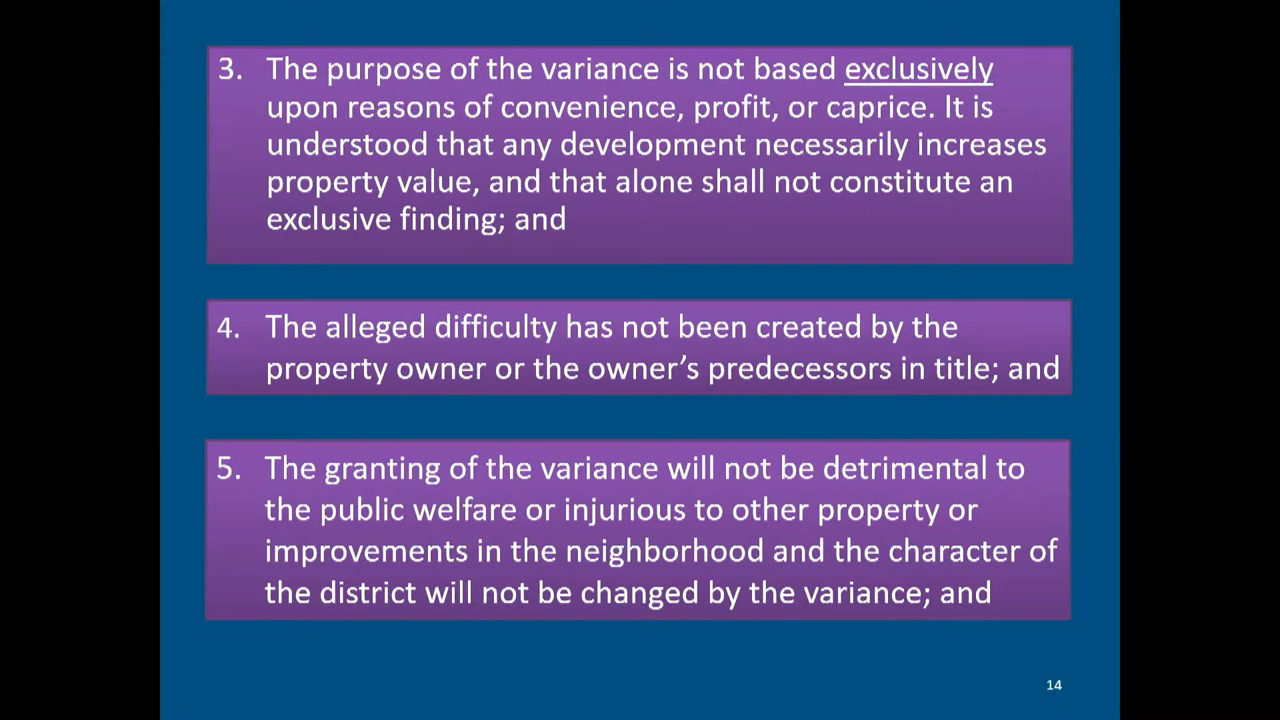 3. The purpose of the variance is not based exclusively
upon reasons of convenience, profit, or caprice. It is
understood that any development necessarily increases
property value, and that alone shall not constitute an
exclusive finding; and
4. The alleged difficulty has not been created by the
property owner or the owner’s predecessors in title; and
5. The granting of the variance will not be detrimental to
the public welfare or injurious to other property or
improvements in the neighborhood and the character of
the district will not be changed by the variance; and
14